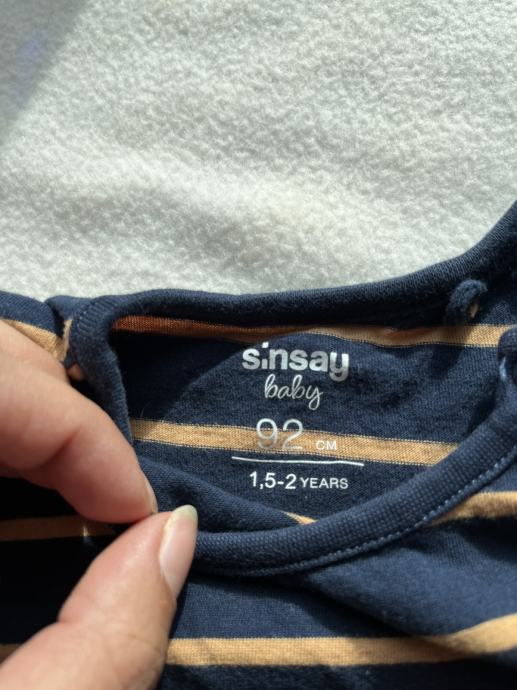 sinsay
baby
92 CM
1,5-2 YEARS